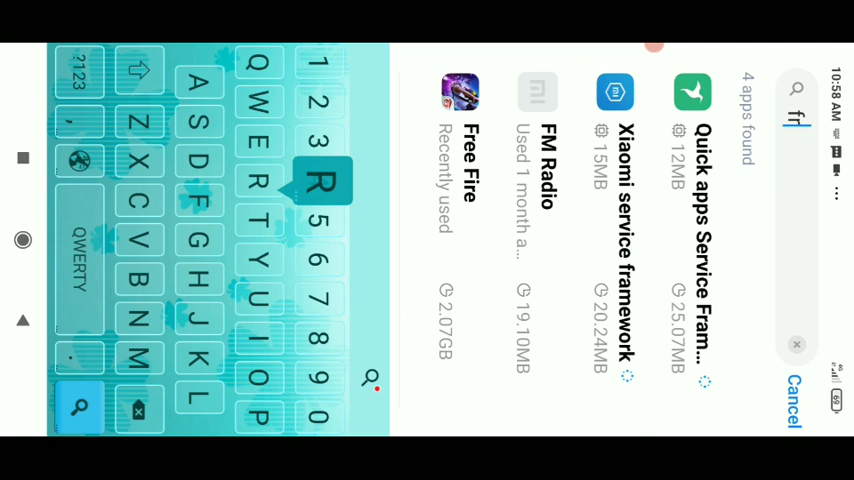 10:58 AM
4G
69
fr
Cancel
4 apps found
Quick apps Service Fram...
12MB
25.07MB
Xiaomi service framework
15MB
20.24MB
FM Radio
Used 1 month a...
19.10MB
Free Fire
Recently used
2.07GB
1 2 3 R 5 6 7 8 9 0
Q W E R T Y U I O P
A S D F G H J K L
Z X C V B N M
?123 , QWERTY .